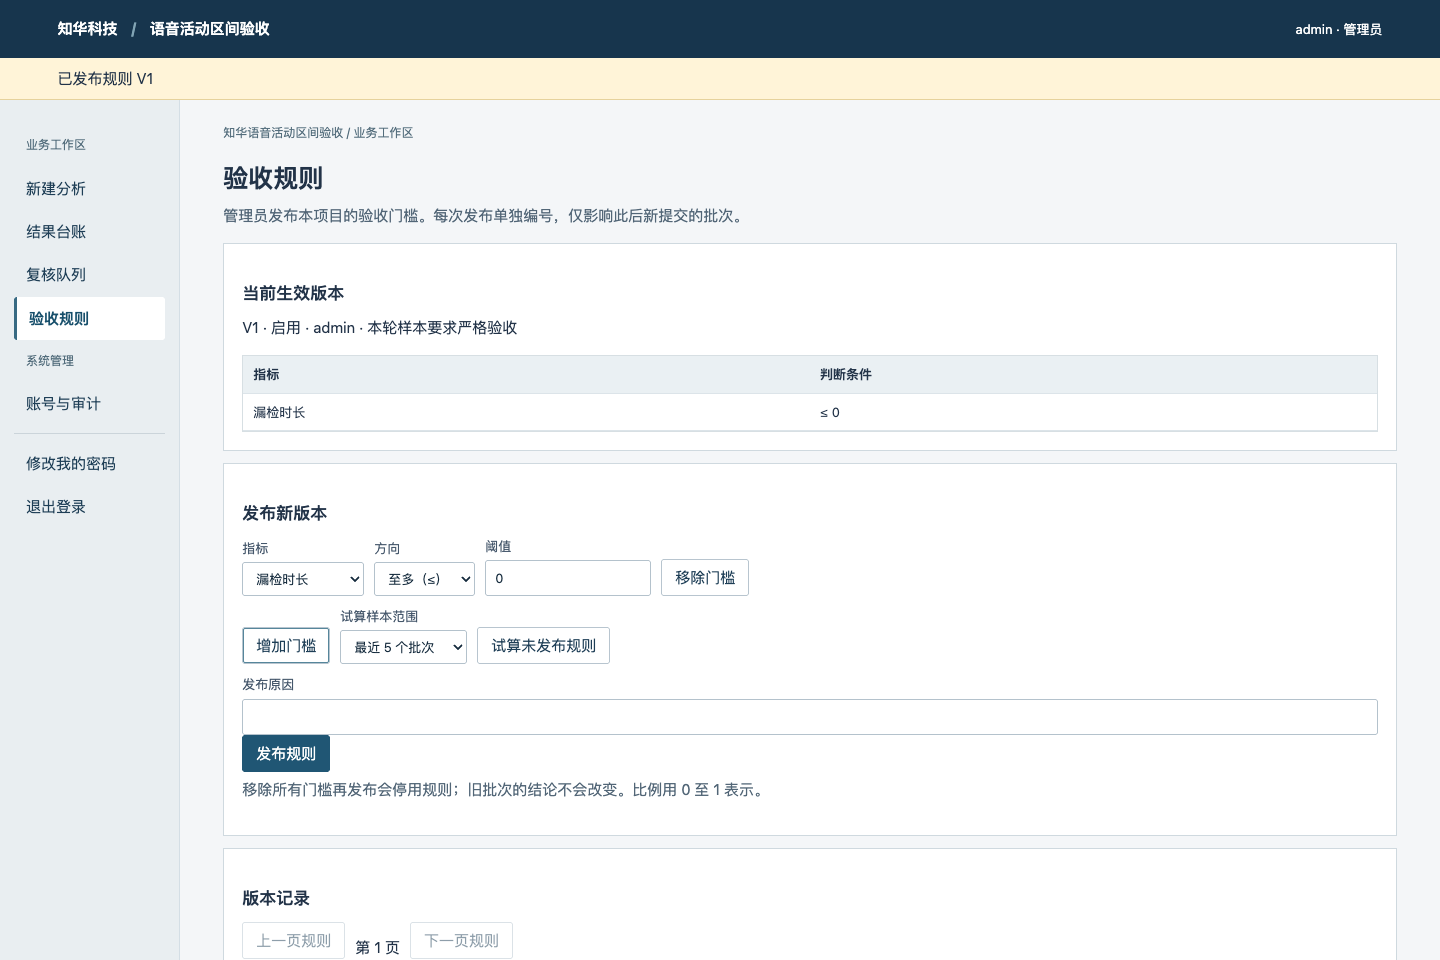 知华科技 / 语音活动区间验收
admin · 管理员
已发布规则 V1
业务工作区
新建分析
结果台账
复核队列
验收规则
系统管理
账号与审计
修改我的密码
退出登录
知华语音活动区间验收 / 业务工作区
验收规则
管理员发布本项目的验收门槛。每次发布单独编号，仅影响此后新提交的批次。
当前生效版本
V1 · 启用 · admin · 本轮样本要求严格验收
指标 判断条件
漏检时长 ≤ 0
发布新版本
指标 方向 阈值
漏检时长 至多（≤） 0 移除门槛
试算样本范围
增加门槛 最近 5 个批次 试算未发布规则
发布原因
发布规则
移除所有门槛再发布会停用规则；旧批次的结论不会改变。比例用 0 至 1 表示。
版本记录
上一页规则 第 1 页 下一页规则